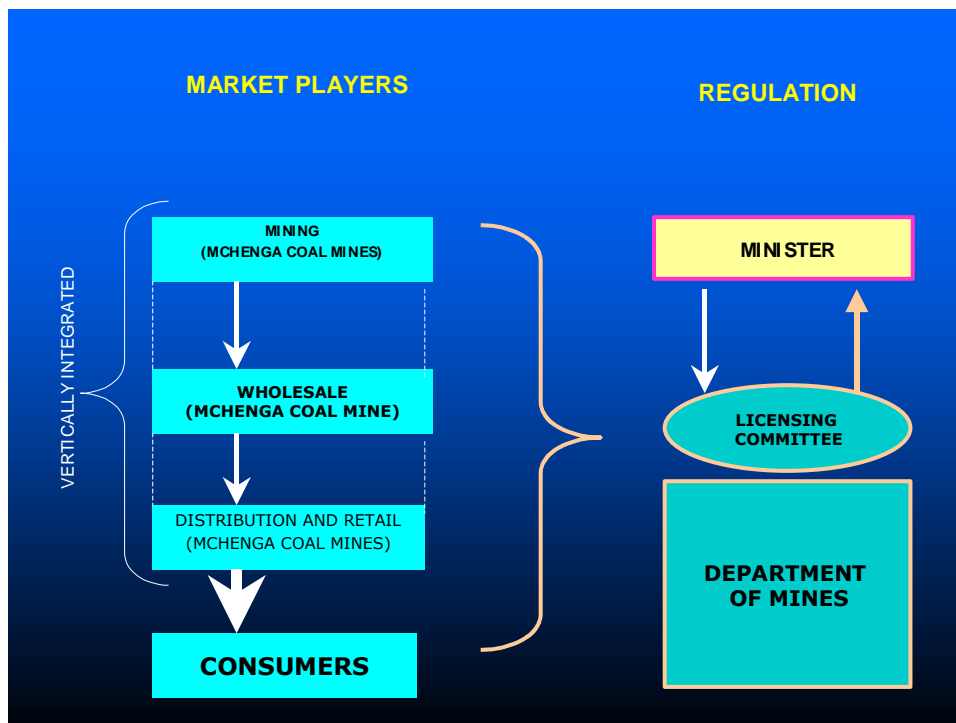 MARKET PLAYERS
REGULATION
VERTICALLY INTEGRATED
MINING
(MCHENGA COAL MINES)
WHOLESALE
(MCHENGA COAL MINE)
DISTRIBUTION AND RETAIL
(MCHENGA COAL MINES)
CONSUMERS
MINISTER
LICENSING
COMMITTEE
DEPARTMENT
OF MINES